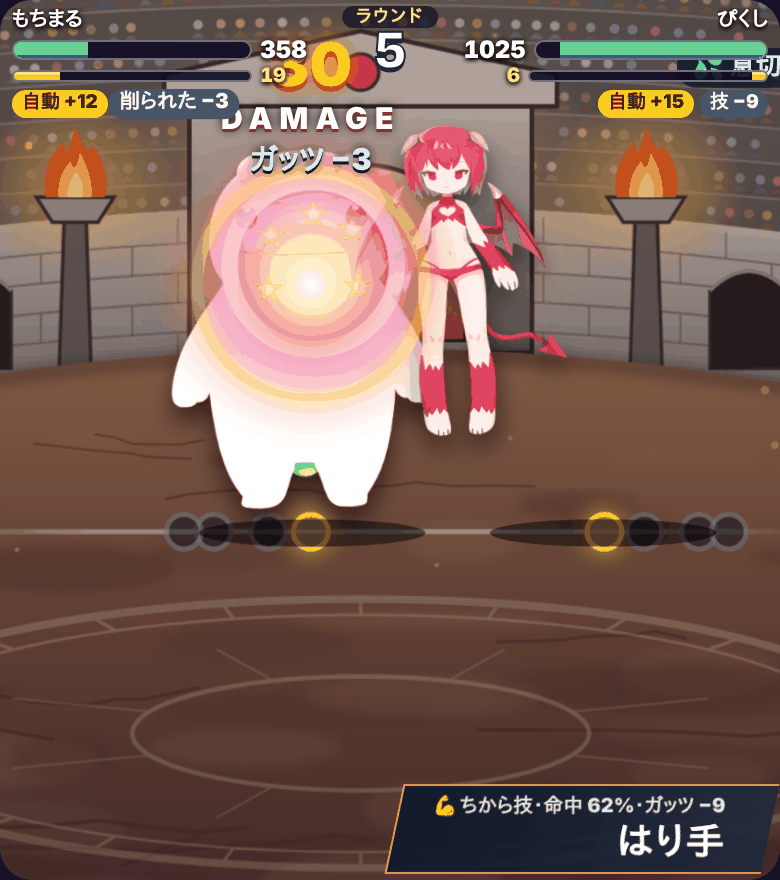 もちまる
ラウンド
ぴくし
358
5
1025
19
30
6
自動 +12
削られた −3
自動 +15
技 −9
DAMAGE
ガッツ −3
💪 ちから技·命中 62%·ガッツ −9
はり手